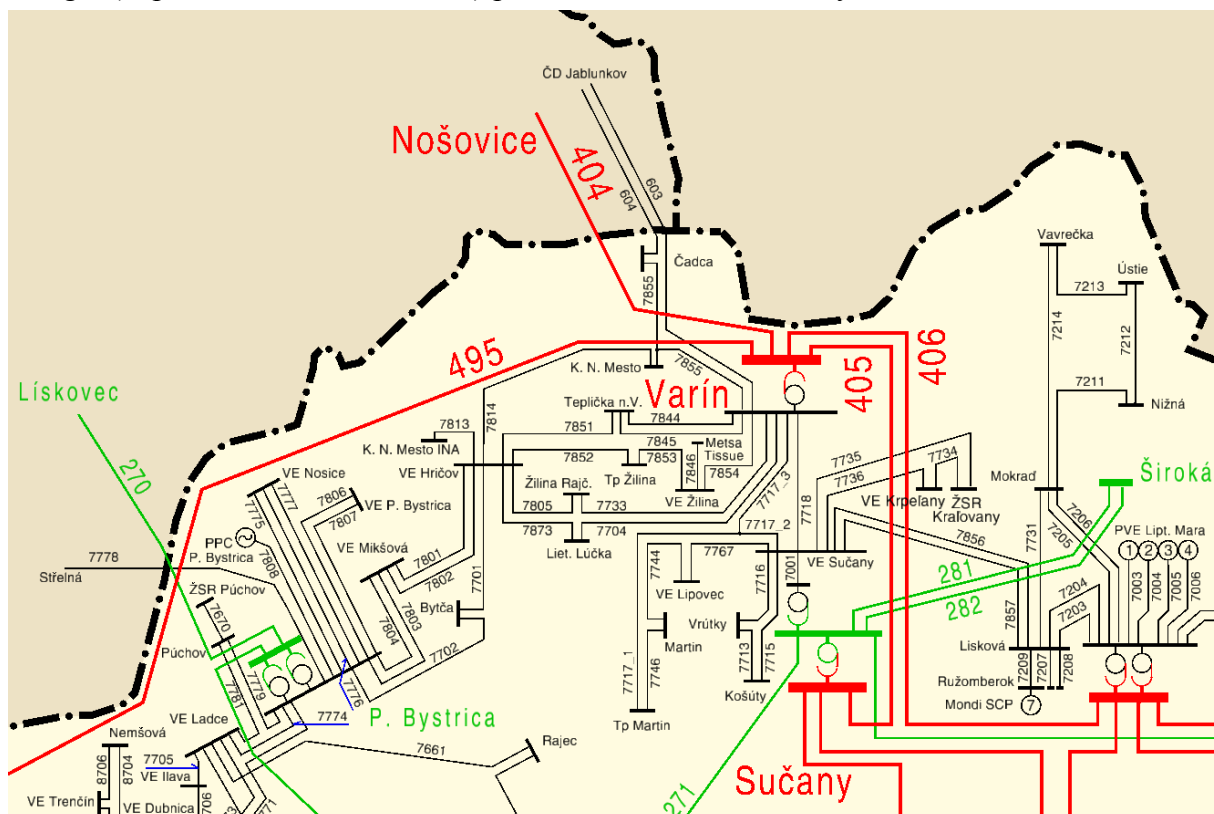 ČD Jablunkov
Nošovice
404
603
604
Čadca
7855
Vavrečka
Ústie
7213
7214
7212
7211
Nižná
495
405
406
K. N. Mesto
7855
Varín
Lískovec
270
7814
Teplička n.V.
7844
7813
K. N. Mesto INA
7851
7845
7853
Metsa
Tissue
7852
7846
7854
VE Hričov
VE Nosice
7777
7775
7806
7807
VE P. Bystrica
Žilina Rajč.
Tp Žilina
VE Žilina
7717_3
7718
7735
7736
7734
VE Krpeľany
ŽSR
Kraľovany
Mokraď
Široká
7805
7733
7873
7704
Liet. Lúčka
7717_2
7731
7206
7205
PVE Lipt. Mara
1
2
3
4
PPC
P. Bystrica
7808
VE Mikšová
7801
7802
7701
7744
7767
7716
VE Sučany
7856
7778
Střelná
7001
281
282
7204
7203
7003
7004
7005
7006
ŽSR Púchov
7670
7803
7804
Bytča
VE Lipovec
Vrútky
Martin
7857
Lisková
Púchov
7702
7717_1
7746
7713
7715
7209
7207
7208
7781
7779
7776
Košúty
Ružomberok
Mondi SCP
7
VE Ladce
7774
P. Bystrica
Tp Martin
Nemšová
7705
7661
Rajec
Sučany
8706
8704
VE Ilava
VE Trenčín
VE Dubnica
271